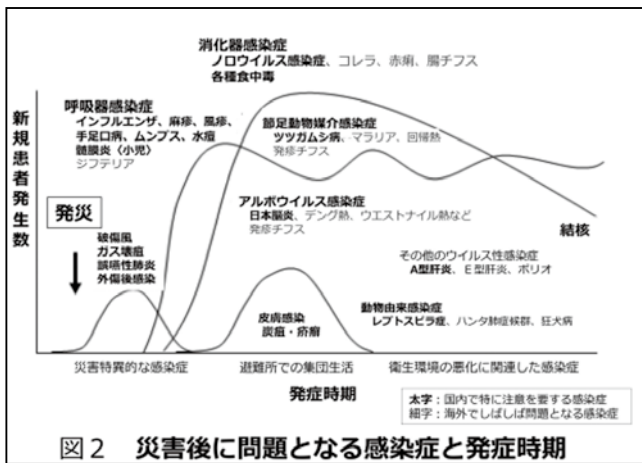 消化器感染症
ノロウイルス感染症、コレラ、赤痢、腸チフス
各種食中毒
新規患者発生数
呼吸器感染症
インフルエンザ、麻疹、風疹、
手足口病、ムンプス、水痘
髄膜炎〈小児〉
ジフテリア
節足動物媒介感染症
ツツガムシ病、マラリア、回帰熱
発疹チフス
発災
アルボウイルス感染症
日本脳炎、デング熱、ウエストナイル熱など
発疹チフス
破傷風
ガス壊疽
誤嚥性肺炎
外傷後感染
結核
その他のウイルス性感染症
A型肝炎、E型肝炎、ポリオ
皮膚感染
炭疽・疥癬
動物由来感染症
レプトスピラ症、ハンタ肺症候群、狂犬病
災害特異的な感染症
避難所での集団生活
衛生環境の悪化に関連した感染症
発症時期
太字：国内で特に注意を要する感染症
細字：海外でしばしば問題となる感染症
図2 災害後に問題となる感染症と発症時期